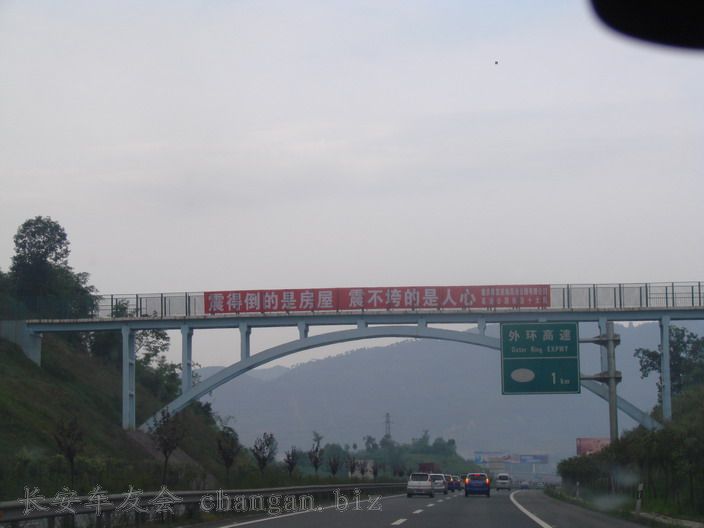 震得倒的是房屋 震不垮的是人心
外环高速
Outer Ring EXPWY
1 km
长安车友会 changan.biz